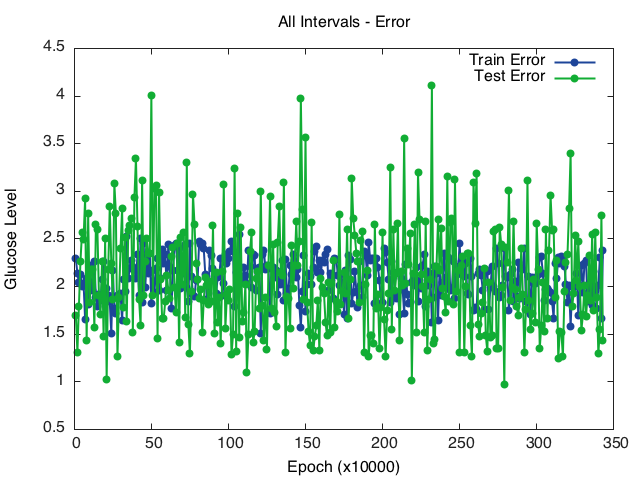 All Intervals - Error
Train Error
Test Error
4.5
4
3.5
3
2.5
2
1.5
1
0.5
Glucose Level
0 50 100 150 200 250 300 350
Epoch (x10000)